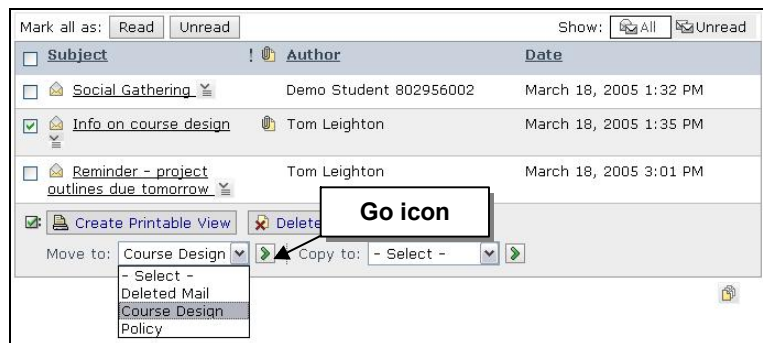 Mark all as: Read Unread Show: All Unread
Subject ! Author Date
Social Gathering Demo Student 802956002 March 18, 2005 1:32 PM
Info on course design Tom Leighton March 18, 2005 1:35 PM
Reminder - project Tom Leighton March 18, 2005 3:01 PM
outlines due tomorrow
Create Printable View Delete
Go icon
Move to: Course Design Copy to: - Select -
- Select -
Deleted Mail
Course Design
Policy